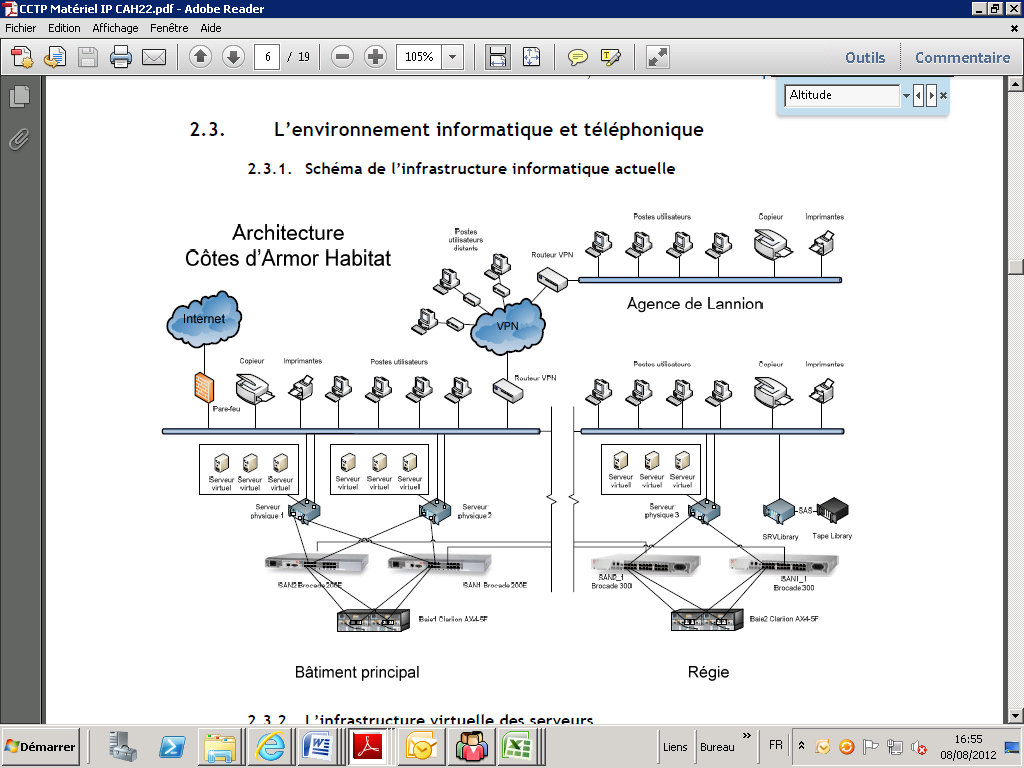 CCTP Matériel IP CAH22.pdf - Adobe Reader
Fichier Edition Affichage Fenêtre Aide
6 / 19 105% Outils Commentaire
Altitude
2.3. L'environnement informatique et téléphonique
2.3.1. Schéma de l'infrastructure informatique actuelle
Architecture
Côtes d'Armor Habitat
Postes
utilisateurs
distants
Routeur VPN
Postes utilisateurs
Copieur
Imprimantes
Agence de Lannion
Internet
VPN
Copieur
Imprimantes
Postes utilisateurs
Routeur VPN
Pare-feu
Postes utilisateurs
Copieur
Imprimantes
Serveur
virtuel
Serveur
virtuel
Serveur
virtuel
Serveur
virtuel
Serveur
virtuel
Serveur
virtuel
Serveur
virtuel
Serveur
virtuel
Serveur
virtuel
Serveur
physique 1
Serveur
physique 2
Serveur
physique 3
SAS
SRVLibrary
Tape Library
ISAN2 Brocade 200E
ISAN1 Brocade 200E
Brocade 300
ISAN1_1
Brocade 300
Baie1 Clariion AX4-5F
Baie2 Clariion AX4-5F
Bâtiment principal
Régie
2.3.2. L'infrastructure virtuelle des serveurs
Démarrer
Liens
Bureau
FR
16:55
08/08/2012